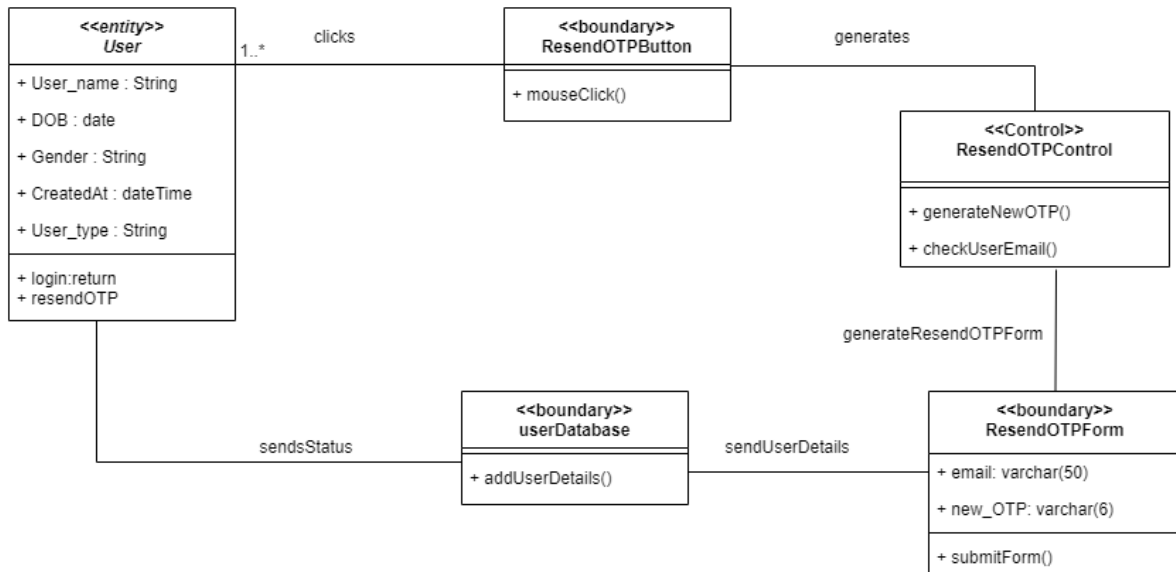 <<entity>>
User
+ User_name : String
+ DOB : date
+ Gender : String
+ CreatedAt : dateTime
+ User_type : String
+ login:return
+ resendOTP
1..*
clicks
<<boundary>>
ResendOTPButton
+ mouseClick()
generates
<<Control>>
ResendOTPControl
+ generateNewOTP()
+ checkUserEmail()
generateResendOTPForm
<<boundary>>
ResendOTPForm
+ email: varchar(50)
+ new_OTP: varchar(6)
+ submitForm()
sendUserDetails
<<boundary>>
userDatabase
+ addUserDetails()
sendsStatus